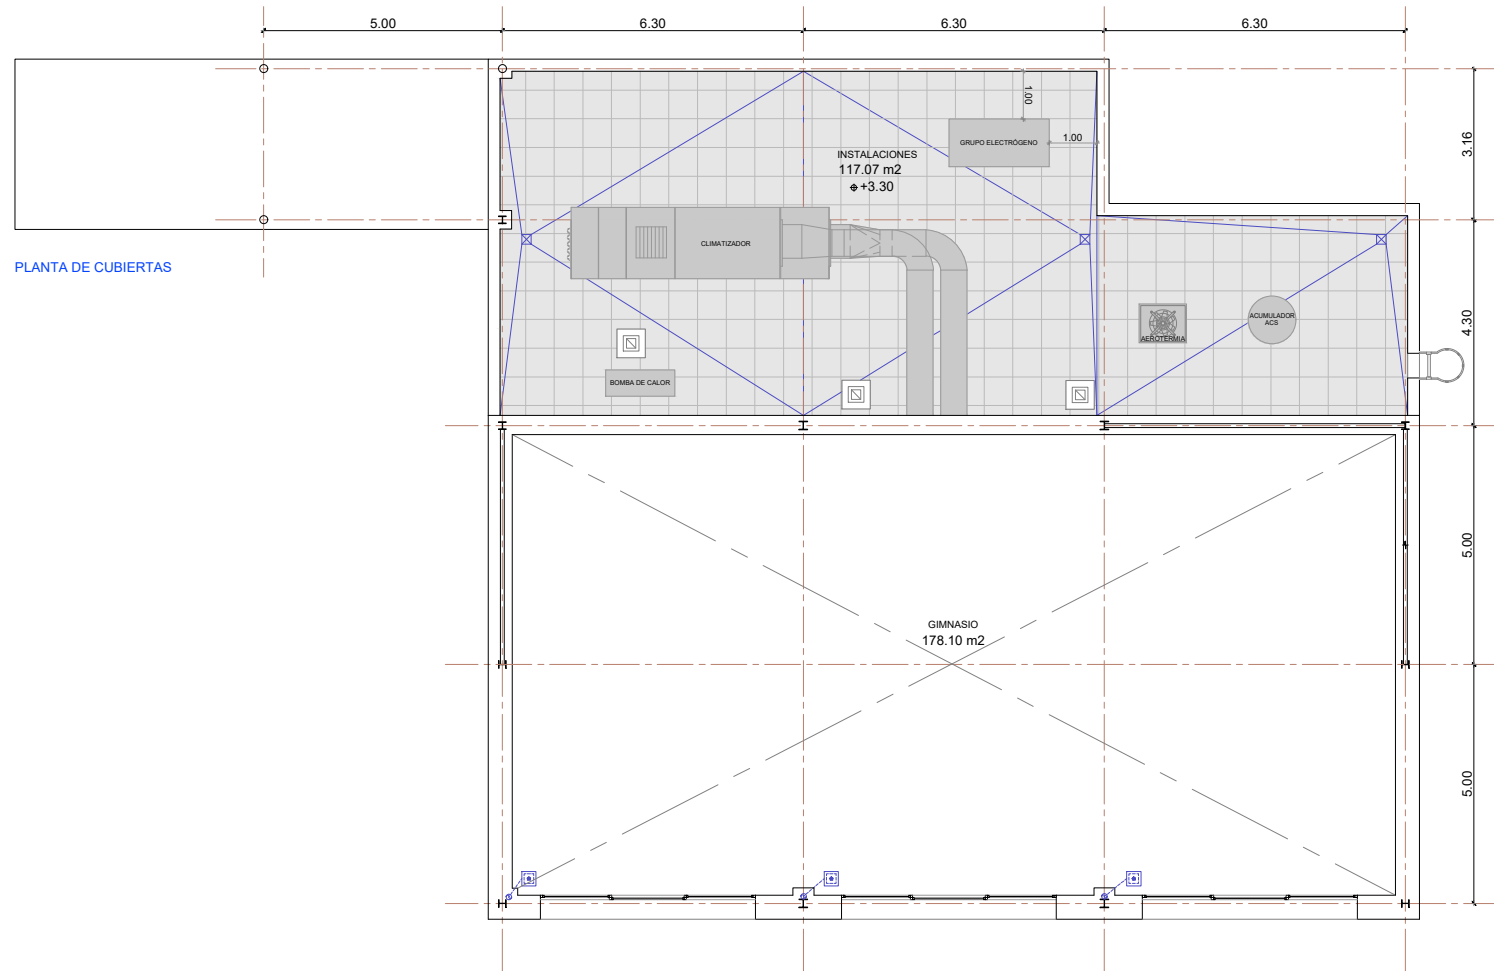 5.00
6.30
6.30
6.30
1.00
1.00
GRUPO ELECTRÓGENO
INSTALACIONES
117.07 m2
+3.30
3.16
CLIMATIZADOR
PLANTA DE CUBIERTAS
ACUMULADOR
ACS
AEROTERMIA
4.30
BOMBA DE CALOR
5.00
GIMNASIO
178.10 m2
5.00